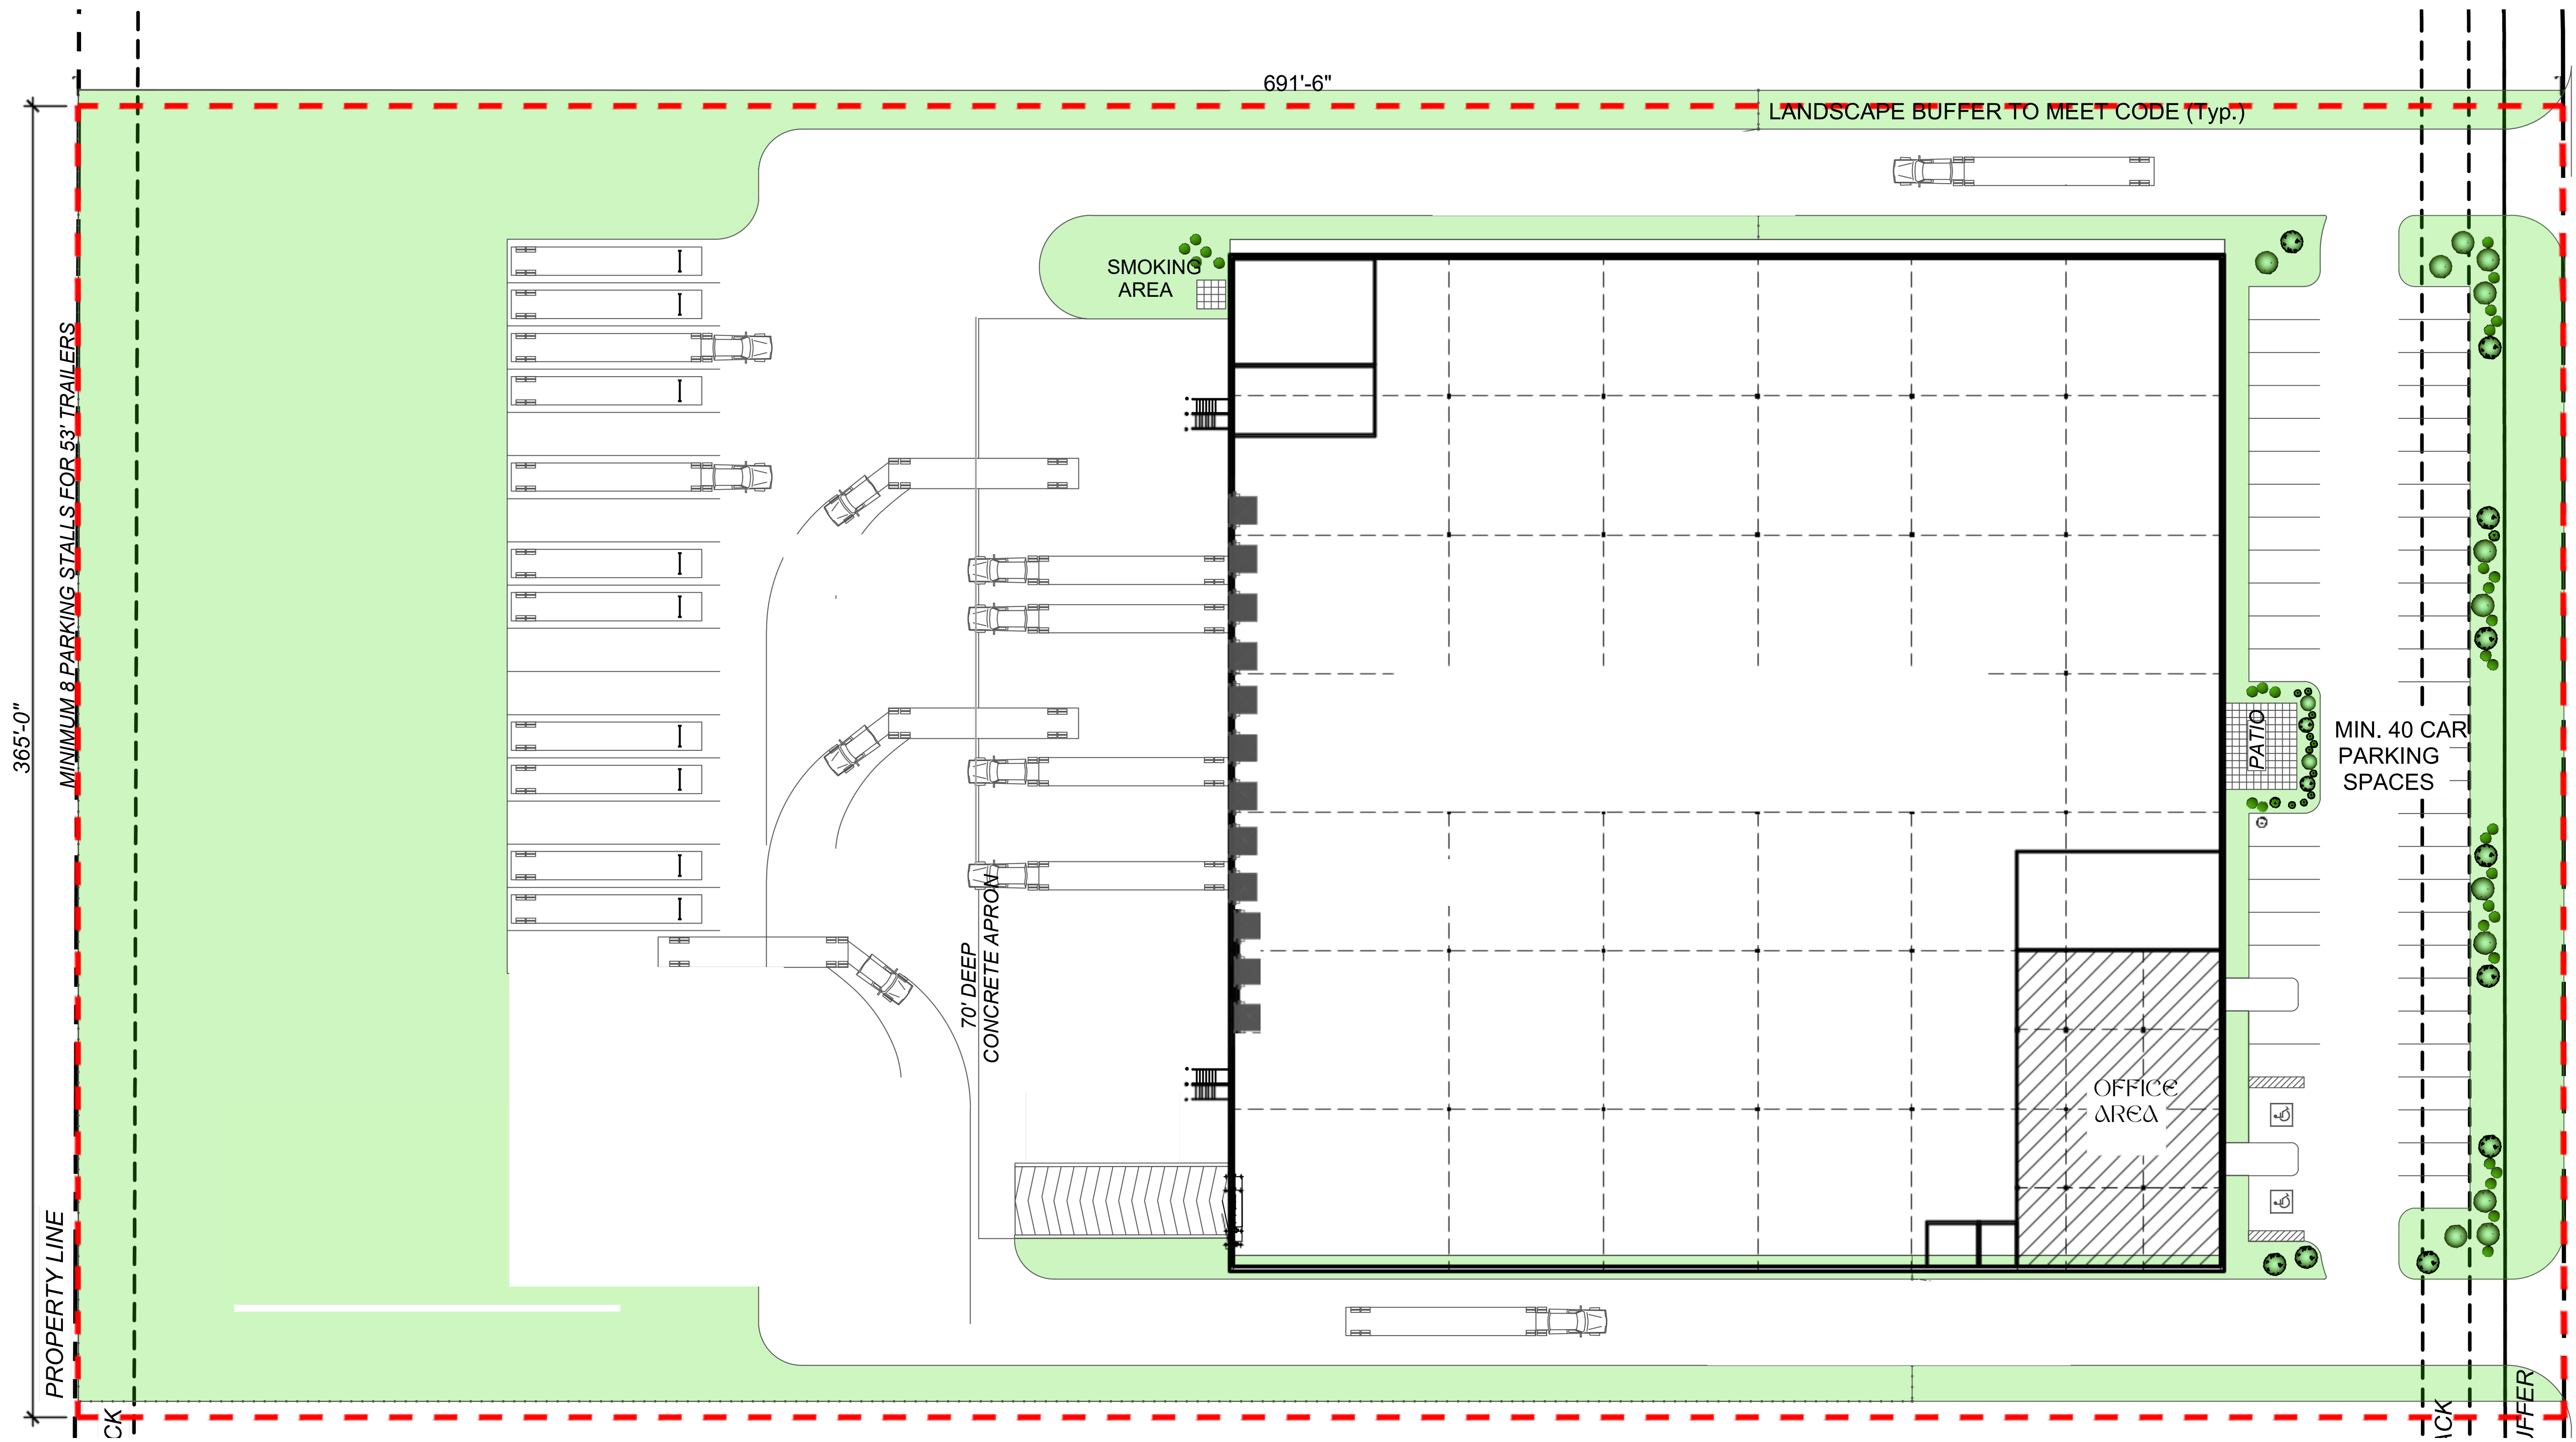 691'-6"
LANDSCAPE BUFFER TO MEET CODE (Typ.)
SMOKING
AREA
MINIMUM 8 PARKING STALLS FOR 53' TRAILERS
365'-0"
PATIO
MIN. 40 CAR
PARKING
SPACES
70' DEEP
CONCRETE APRON
OFFICE
AREA
PROPERTY LINE
CK
ACK
UFFER